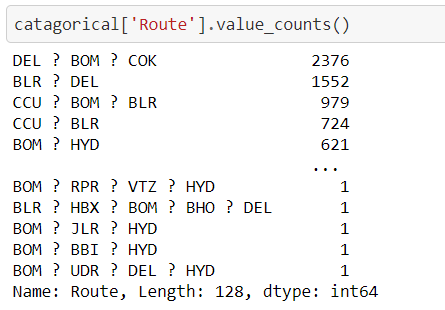 catagorical['Route'].value_counts()
DEL ? BOM ? COK 2376
BLR ? DEL 1552
CCU ? BOM ? BLR 979
CCU ? BLR 724
BOM ? HYD 621
...
BOM ? RPR ? VTZ ? HYD 1
BLR ? HBX ? BOM ? BHO ? DEL 1
BOM ? JLR ? HYD 1
BOM ? BBI ? HYD 1
BOM ? UDR ? DEL ? HYD 1
Name: Route, Length: 128, dtype: int64